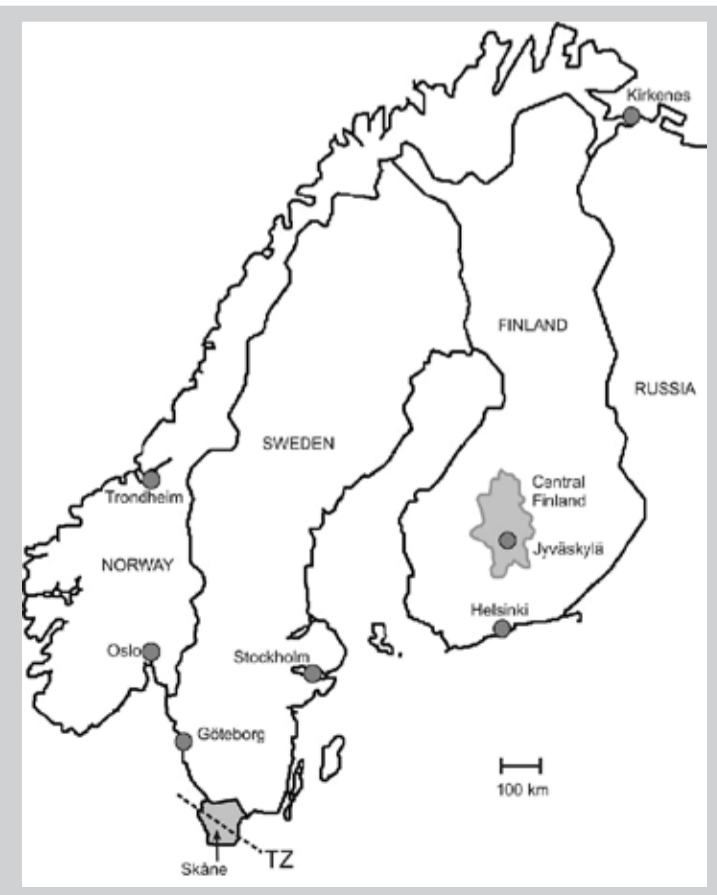 Kirkenes
FINLAND
RUSSIA
SWEDEN
Trondheim
Central
Finland
Jyväskylä
NORWAY
Helsinki
Oslo
Stockholm
Göteborg
100 km
TZ
Skåne